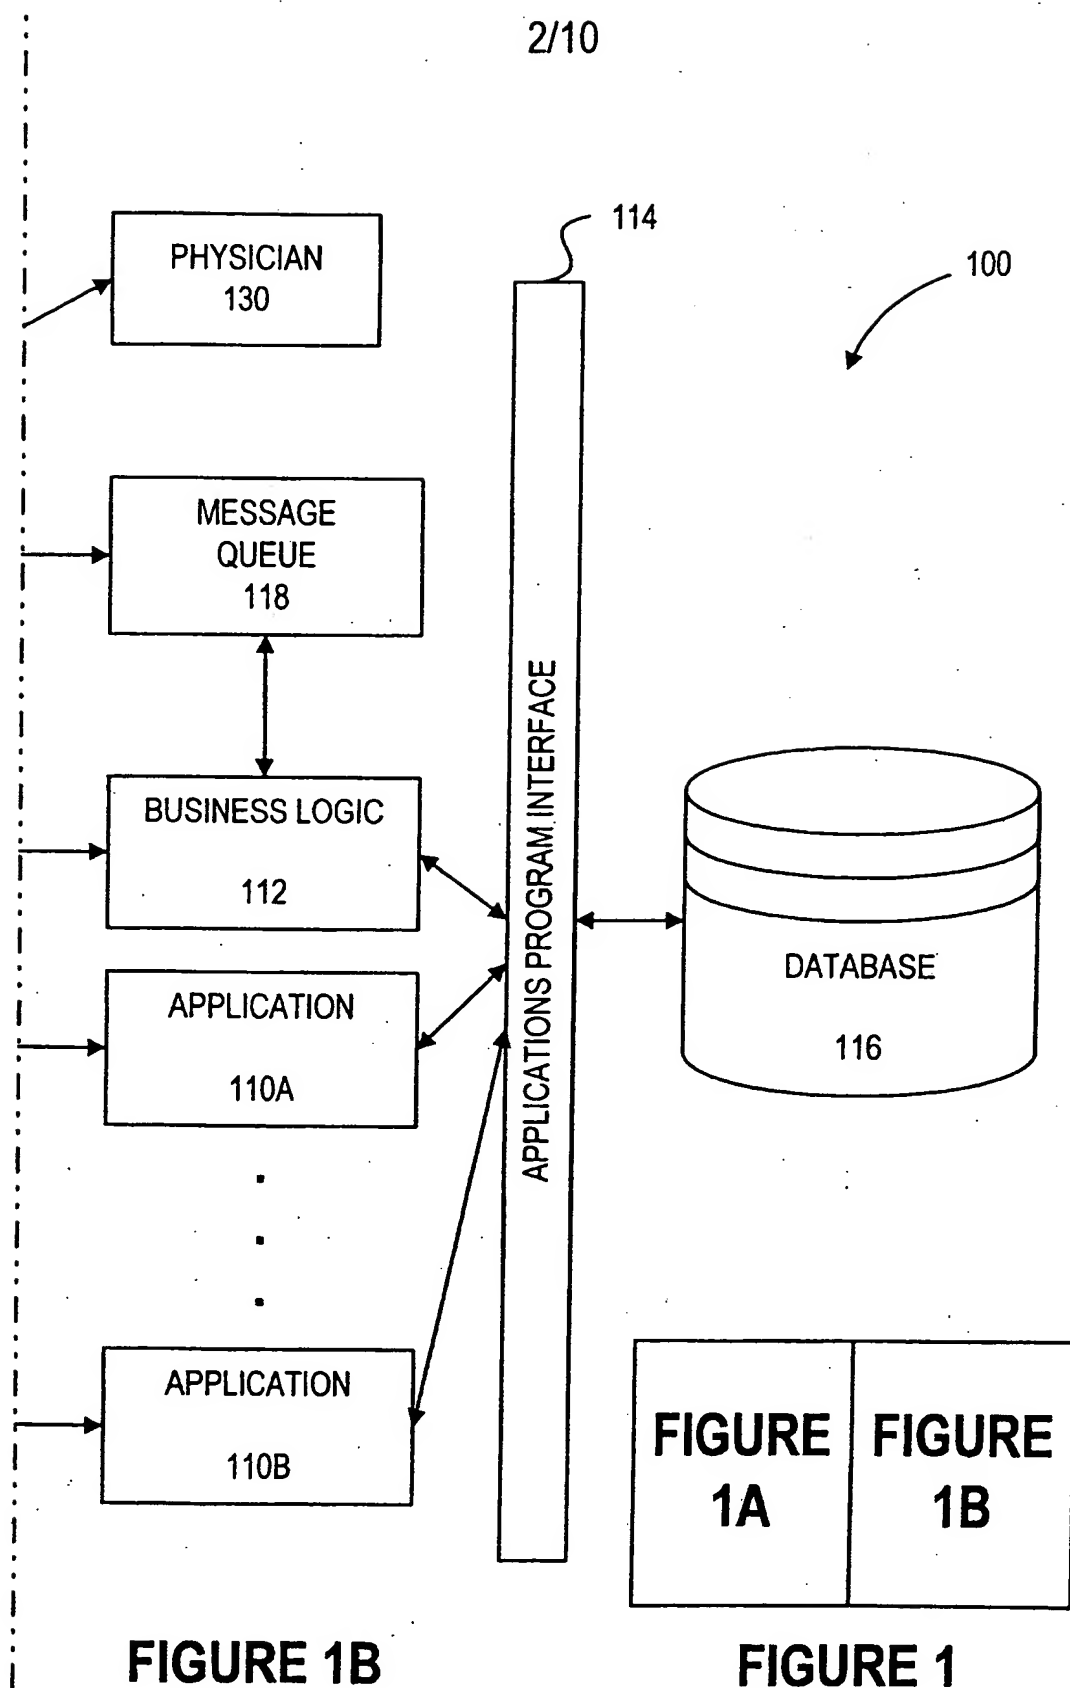 2/10
114
100
PHYSICIAN
130
MESSAGE
QUEUE
118
BUSINESS LOGIC
112
APPLICATION
110A
APPLICATION
110B
APPLICATIONS PROGRAM INTERFACE
DATABASE
116
FIGURE
1A
FIGURE
1B
FIGURE 1B
FIGURE 1